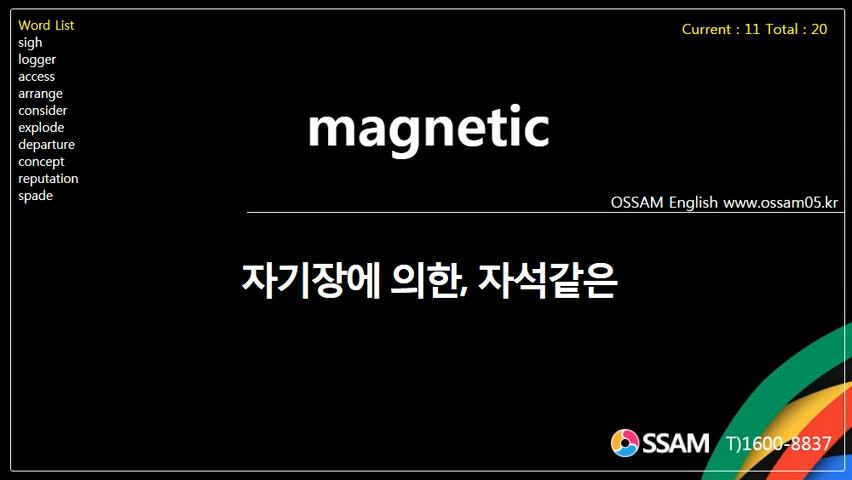 Word List
sigh
logger
access
arrange
consider
explode
departure
concept
reputation
spade
Current : 11 Total : 20
magnetic
OSSAM English www.ossam05.kr
자기장에 의한, 자석같은
OSSAM T)1600-8837